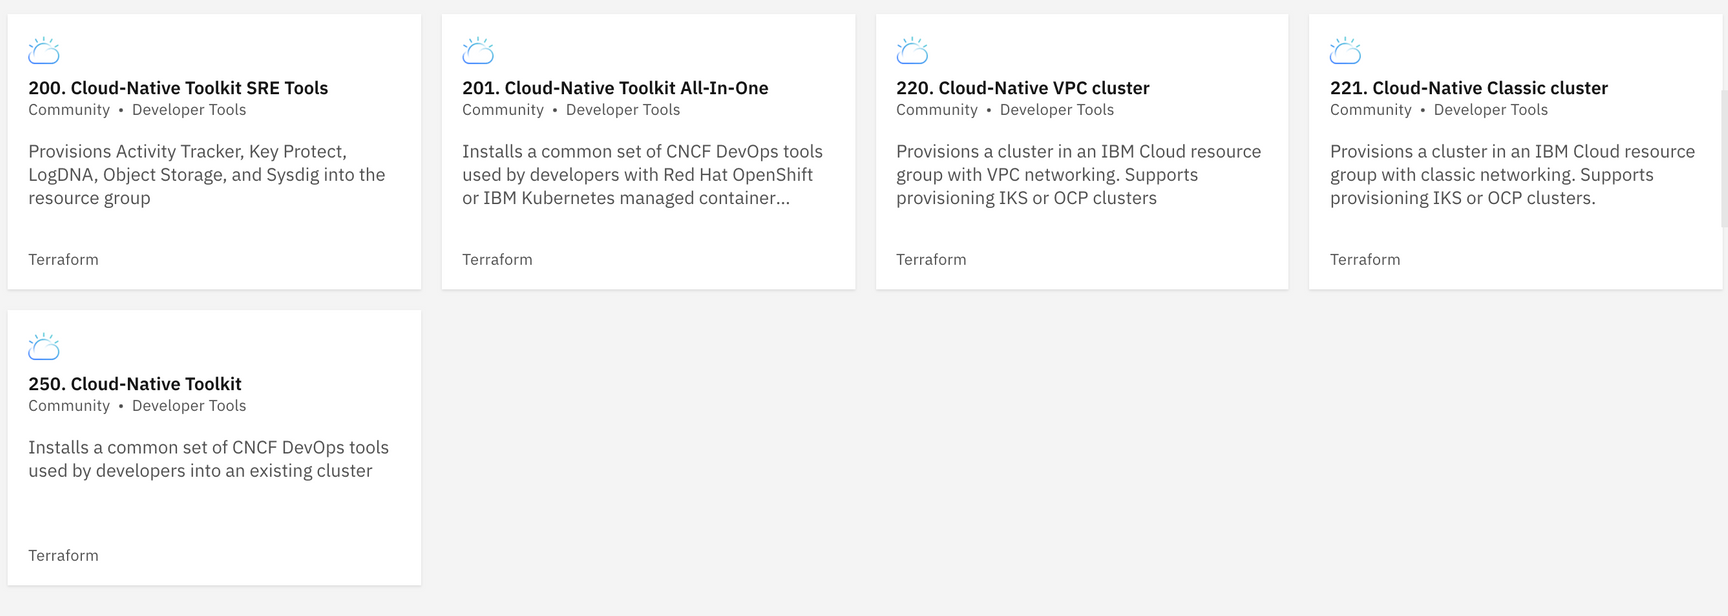 200. Cloud-Native Toolkit SRE Tools
Community • Developer Tools
Provisions Activity Tracker, Key Protect,
LogDNA, Object Storage, and Sysdig into the
resource group
Terraform
201. Cloud-Native Toolkit All-In-One
Community • Developer Tools
Installs a common set of CNCF DevOps tools
used by developers with Red Hat OpenShift
or IBM Kubernetes managed container...
Terraform
220. Cloud-Native VPC cluster
Community • Developer Tools
Provisions a cluster in an IBM Cloud resource
group with VPC networking. Supports
provisioning IKS or OCP clusters
Terraform
221. Cloud-Native Classic cluster
Community • Developer Tools
Provisions a cluster in an IBM Cloud resource
group with classic networking. Supports
provisioning IKS or OCP clusters.
Terraform
250. Cloud-Native Toolkit
Community • Developer Tools
Installs a common set of CNCF DevOps tools
used by developers into an existing cluster
Terraform